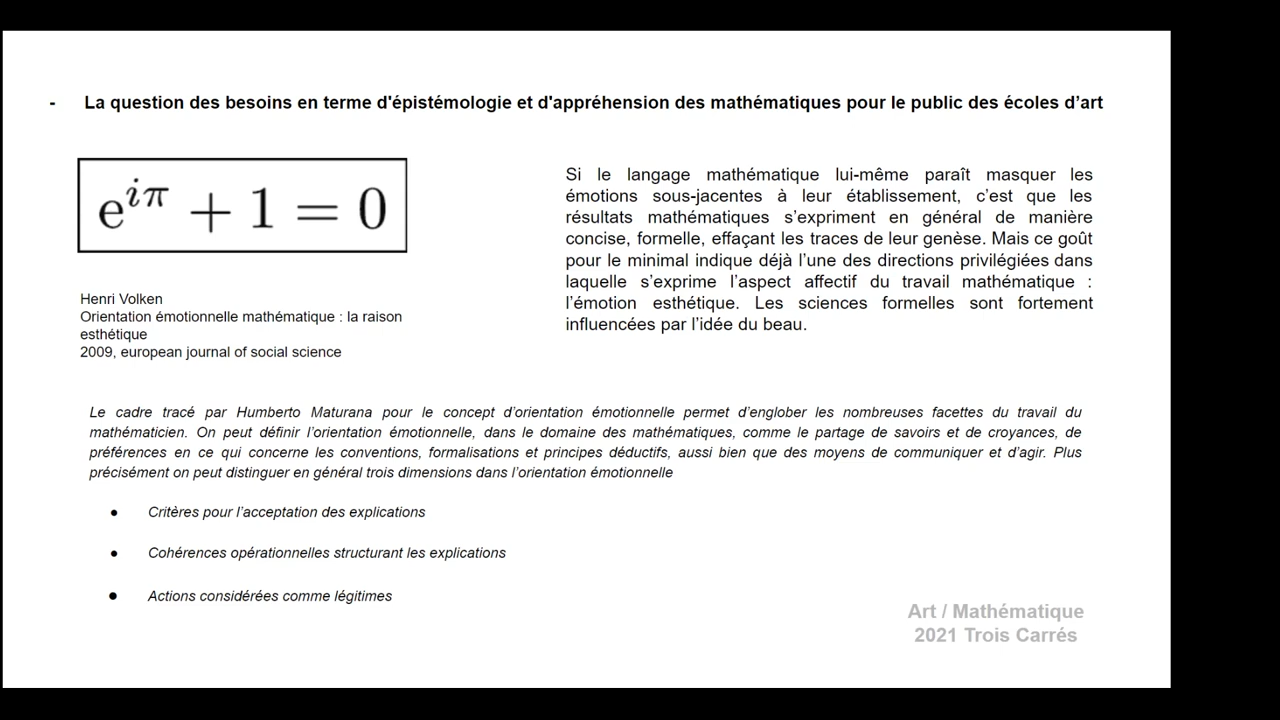 - La question des besoins en terme d'épistémologie et d'appréhension des mathématiques pour le public des écoles d’art
e^{iπ} + 1 = 0
Henri Volken
Orientation émotionnelle mathématique : la raison
esthétique
2009, european journal of social science
Si le langage mathématique lui-même paraît masquer les
émotions sous-jacentes à leur établissement, c’est que les
résultats mathématiques s’expriment en général de manière
concise, formelle, effaçant les traces de leur genèse. Mais ce goût
pour le minimal indique déjà l’une des directions privilégiées dans
laquelle s’exprime l’aspect affectif du travail mathématique :
l’émotion esthétique. Les sciences formelles sont fortement
influencées par l’idée du beau.
Le cadre tracé par Humberto Maturana pour le concept d’orientation émotionnelle permet d’englober les nombreuses facettes du travail du
mathématicien. On peut définir l’orientation émotionnelle, dans le domaine des mathématiques, comme le partage de savoirs et de croyances, de
préférences en ce qui concerne les conventions, formalisations et principes déductifs, aussi bien que des moyens de communiquer et d’agir. Plus
précisément on peut distinguer en général trois dimensions dans l’orientation émotionnelle
● Critères pour l’acceptation des explications
● Cohérences opérationnelles structurant les explications
● Actions considérées comme légitimes
Art / Mathématique
2021 Trois Carrés